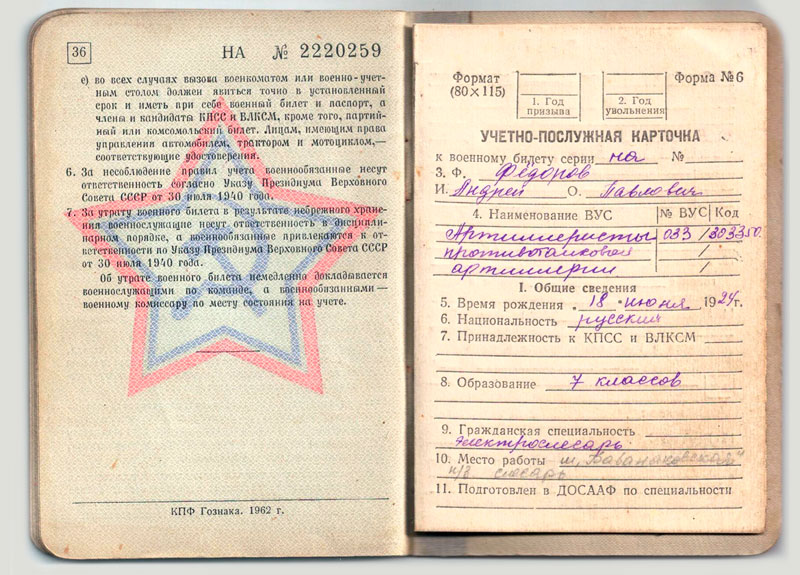 36
НА № 2220259
е) во всех случаях вызова военкоматом или военно-учет-
ным столом должен явиться точно в установленный
срок и иметь при себе военный билет и паспорт, а
члены и кандидаты КПСС и ВЛКСМ, кроме того, партий-
ный или комсомольский билет. Лицам, имеющим права
управления автомобилем, трактором и мотоциклом,—
соответствующие удостоверения.
6. За несоблюдение правил учета военнообязанные несут
ответственность согласно Указу Президиума Верховного
Совета СССР от 30 июля 1940 года.
7. За утрату военного билета в результате небрежного хране-
ния военнослужащие несут ответственность в дисципли-
нарном порядке, а военнообязанные привлекаются к от-
ветственности по Указу Президиума Верховного Совета СССР
от 30 июля 1940 года.
Об утрате военного билета немедленно докладывается
военнослужащими по команде, а военнообязанными —
военному комиссару по месту состояния на учете.
КПФ Гознака. 1962 г.
Формат
(80×115)
1. Год
призыва
2. Год
увольнения
Форма №6
УЧЕТНО-ПОСЛУЖНАЯ КАРТОЧКА
к военному билету серии на №
3. Ф. Фёдоров
И. Андрей О. Павлович
4. Наименование ВУС № ВУС Код
Артиллеристы 033 / 303350
противотанковой /
артиллерии /
I. Общие сведения
5. Время рождения 18 июня 1924 г.
6. Национальность русский
7. Принадлежность к КПСС и ВЛКСМ
8. Образование 7 классов
9. Гражданская специальность
электрослесарь
10. Место работы ш.
слесарь
11. Подготовлен в ДОСААФ по специальности